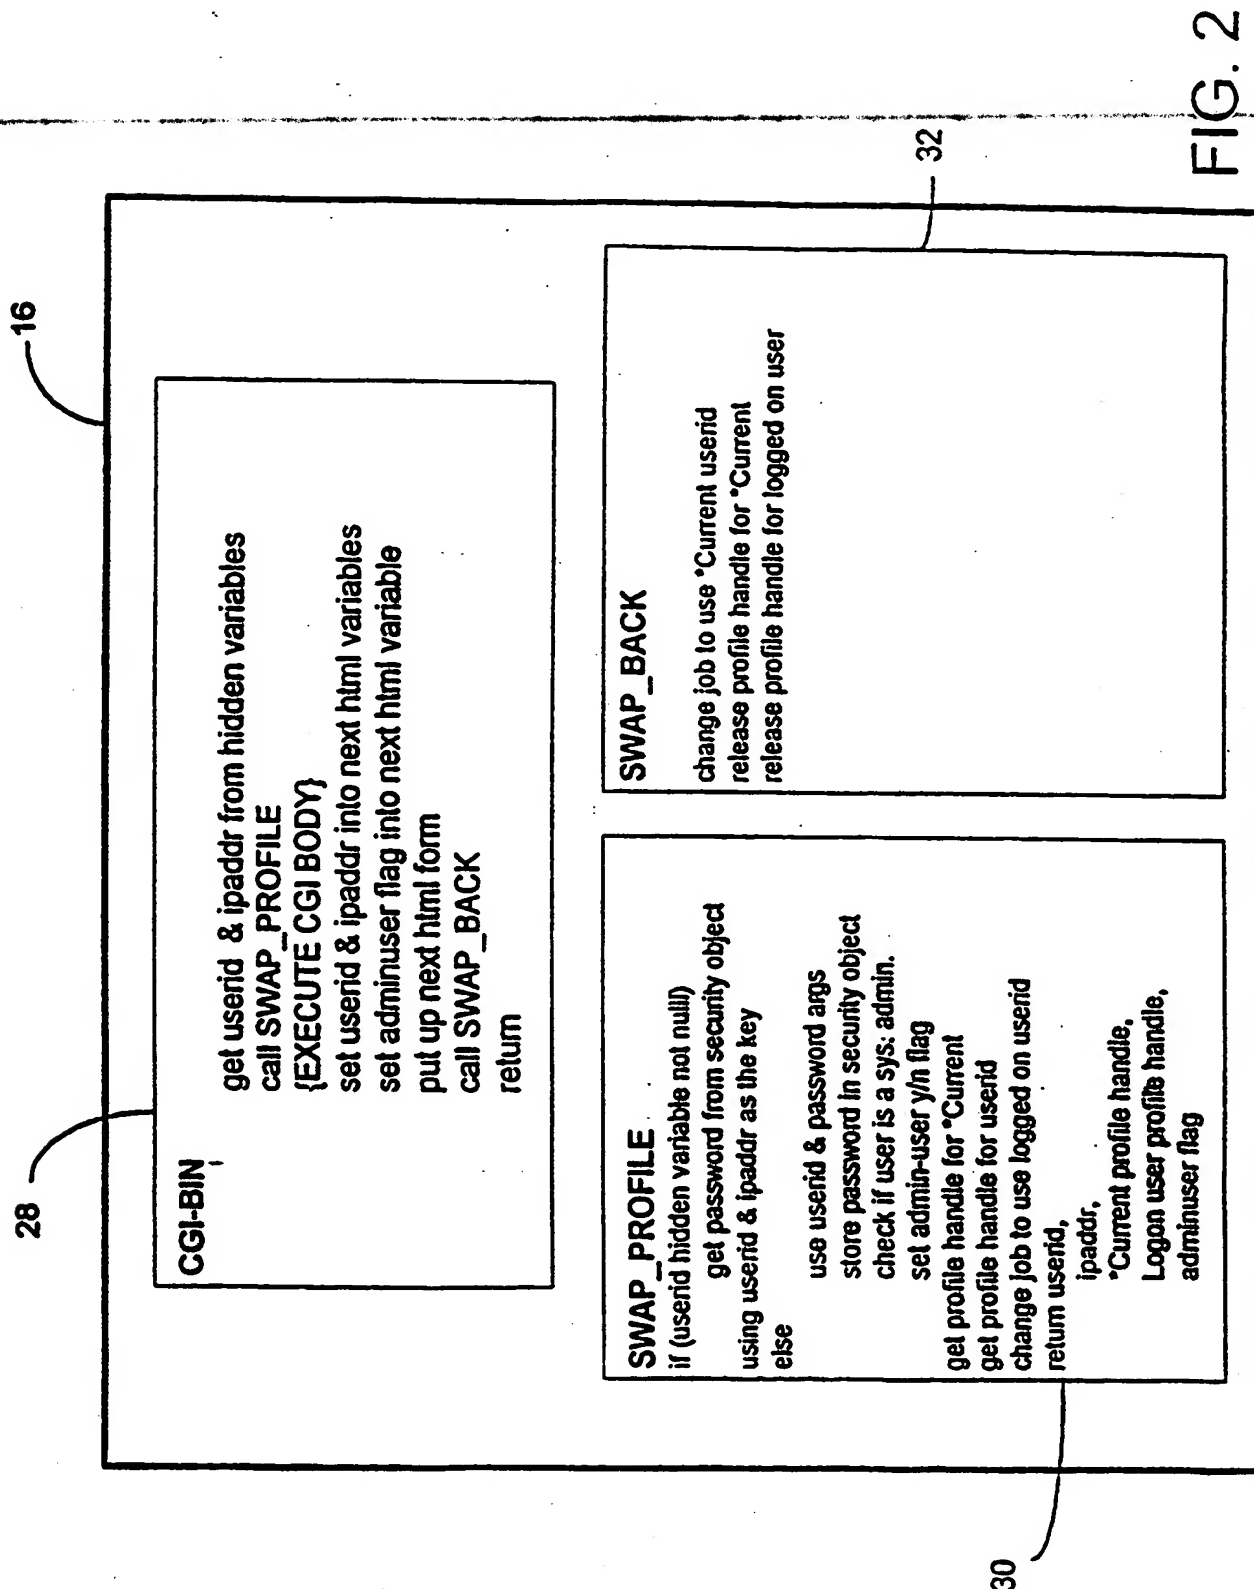 16
28
CGI-BIN
get userid & ipaddr from hidden variables
call SWAP_PROFILE
{EXECUTE CGI BODY}
set userid & ipaddr into next html variables
set adminuser flag into next html variable
put up next html form
call SWAP_BACK
return
SWAP_PROFILE
if (userid hidden variable not null)
get password from security object
using userid & ipaddr as the key
else
use userid & password args
store password in security object
check if user is a sys: admin.
set admin-user y/n flag
get profile handle for *Current
get profile handle for userid
change job to use logged on userid
return userid,
ipaddr,
*Current profile handle,
Logon user profile handle,
adminuser flag
30
SWAP_BACK
change job to use *Current userid
release profile handle for *Current
release profile handle for logged on user
32
FIG. 2